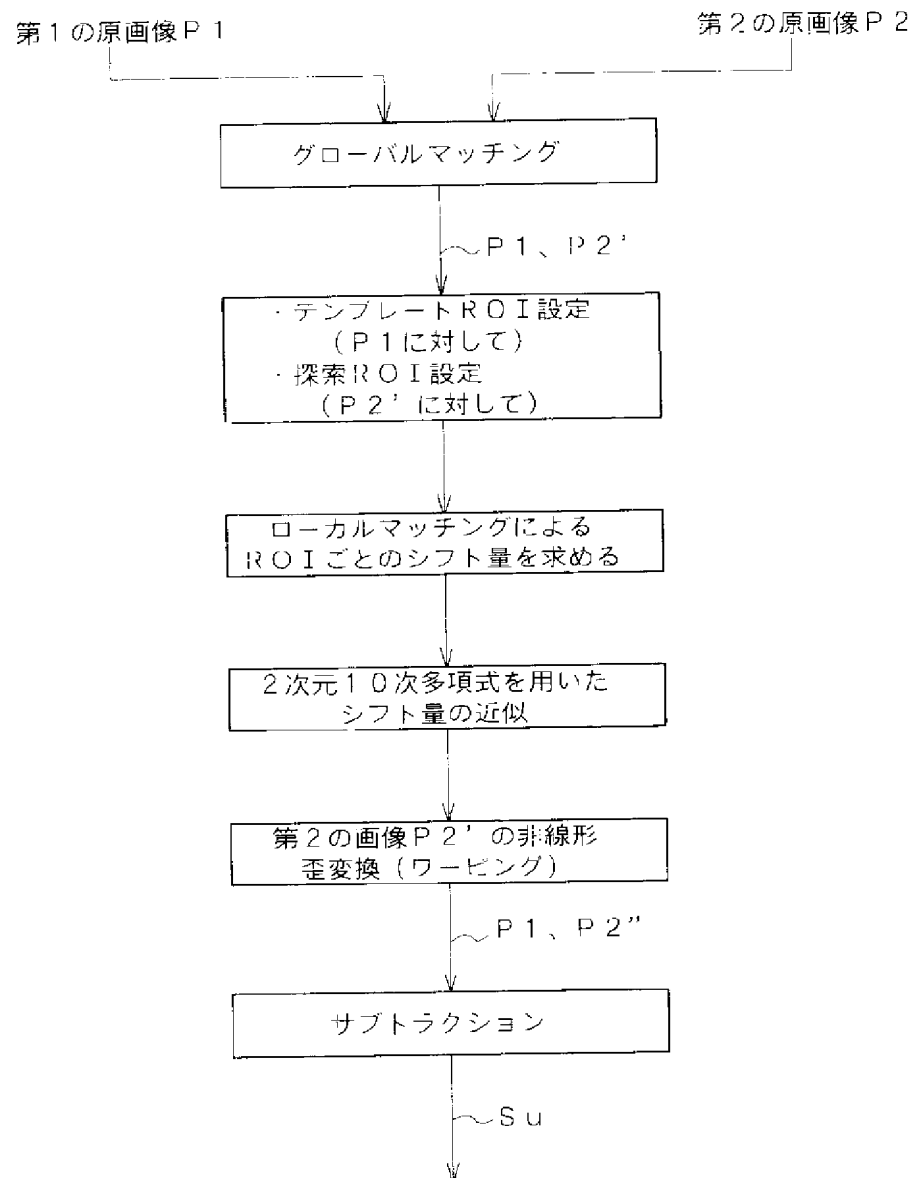 第１の原画像Ｐ１
第２の原画像Ｐ２
グローバルマッチング
Ｐ１、Ｐ２’
・テンプレートＲＯＩ設定
（Ｐ１に対して）
・探索ＲＯＩ設定
（Ｐ２’に対して）
ローカルマッチングによる
ＲＯＩごとのシフト量を求める
２次元１０次多項式を用いた
シフト量の近似
第２の画像Ｐ２’の非線形
歪変換（ワーピング）
Ｐ１、Ｐ２”
サブトラクション
Ｓｕ